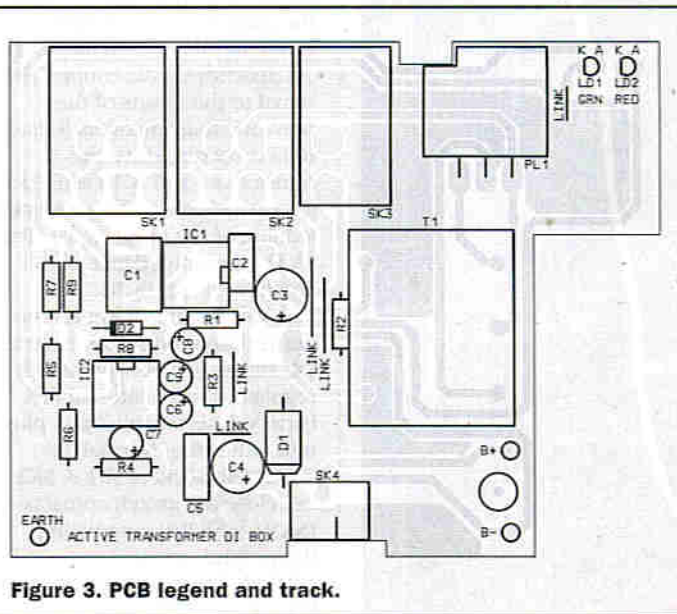 K A K A
LD1 LD2
GRN RED
LINK
PL1
SK1
SK2
SK3
T1
IC1
C1
C2
C3
R7
R9
R1
R2
D2
R8
C8
LINK
LINK
IC2
R5
R3
LINK
C6
R6
C7
LINK
D1
R4
C5
C4
SK4
B+
B-
EARTH
ACTIVE TRANSFORMER DI BOX
Figure 3. PCB legend and track.